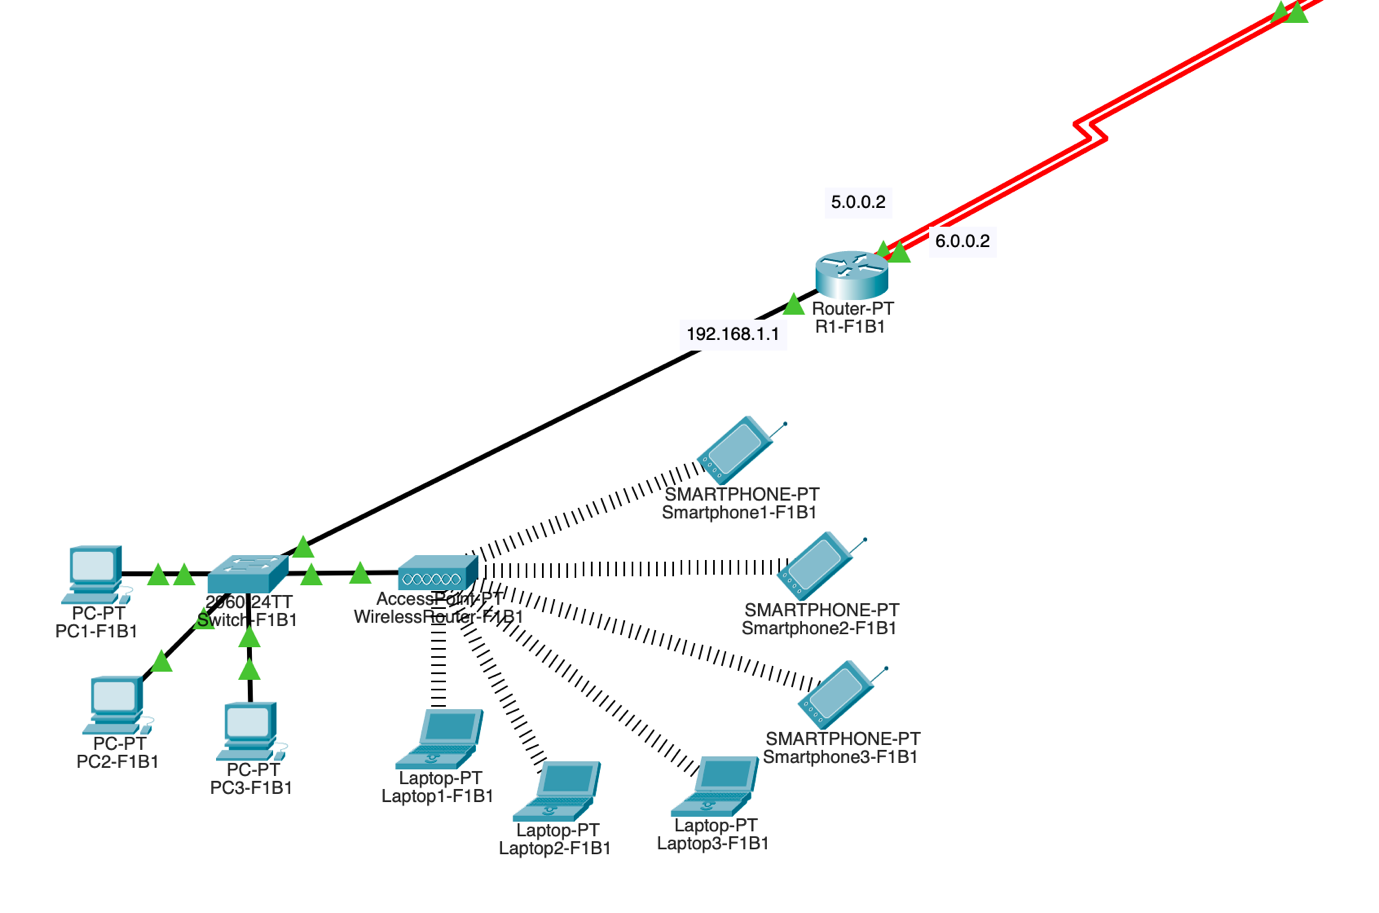 5.0.0.2
6.0.0.2
Router-PT
R1-F1B1
192.168.1.1
SMARTPHONE-PT
Smartphone1-F1B1
PC-PT
PC1-F1B1
2960-24TT
Switch-F1B1
AccessPoint-PT
WirelessRouter-F1B1
SMARTPHONE-PT
Smartphone2-F1B1
PC-PT
PC2-F1B1
PC-PT
PC3-F1B1
Laptop-PT
Laptop1-F1B1
SMARTPHONE-PT
Smartphone3-F1B1
Laptop-PT
Laptop2-F1B1
Laptop-PT
Laptop3-F1B1